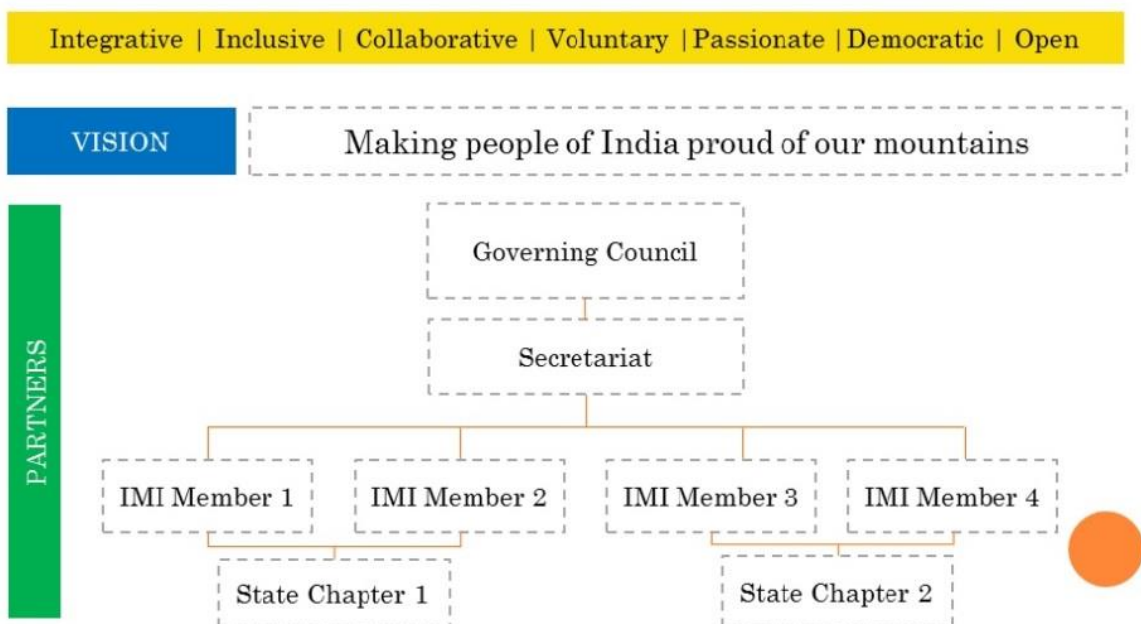 Integrative | Inclusive | Collaborative | Voluntary |Passionate |Democratic | Open
VISION
Making people of India proud of our mountains
PARTNERS
Governing Council
Secretariat
IMI Member 1
IMI Member 2
IMI Member 3
IMI Member 4
State Chapter 1
State Chapter 2